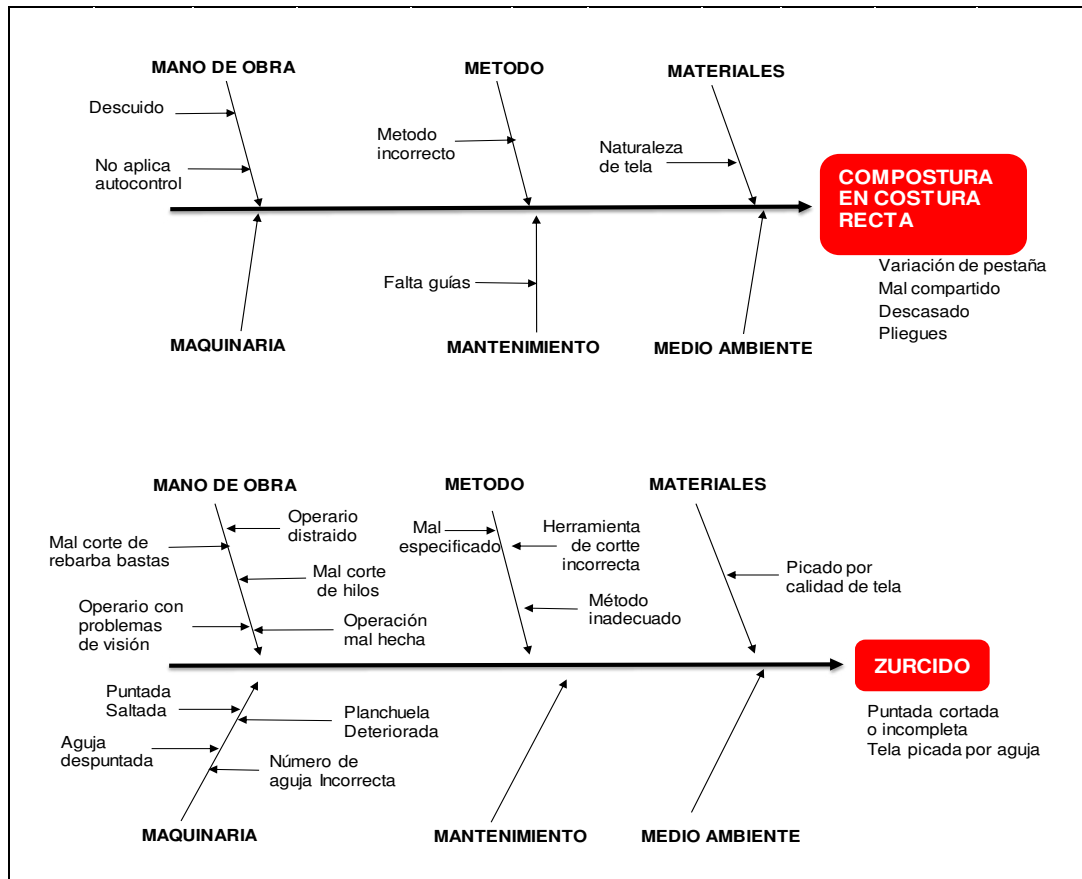 MANO DE OBRA
METODO
MATERIALES
Descuido
No aplica
autocontrol
Metodo
incorrecto
Naturaleza
de tela
COMPOSTURA
EN COSTURA
RECTA
Variación de pestaña
Mal compartido
Descasado
Pliegues
Falta guías
MAQUINARIA
MANTENIMIENTO
MEDIO AMBIENTE
MANO DE OBRA
METODO
MATERIALES
Operario
distraido
Mal corte de
rebarba bastas
Mal corte
de hilos
Operario con
problemas
de visión
Operación
mal hecha
Mal
especificado
Herramienta
de cortte
incorrecta
Método
inadecuado
Picado por
calidad de tela
ZURCIDO
Puntada cortada
o incompleta
Tela picada por aguja
Puntada
Saltada
Planchuela
Deteriorada
Aguja
despuntada
Número de
aguja Incorrecta
MAQUINARIA
MANTENIMIENTO
MEDIO AMBIENTE